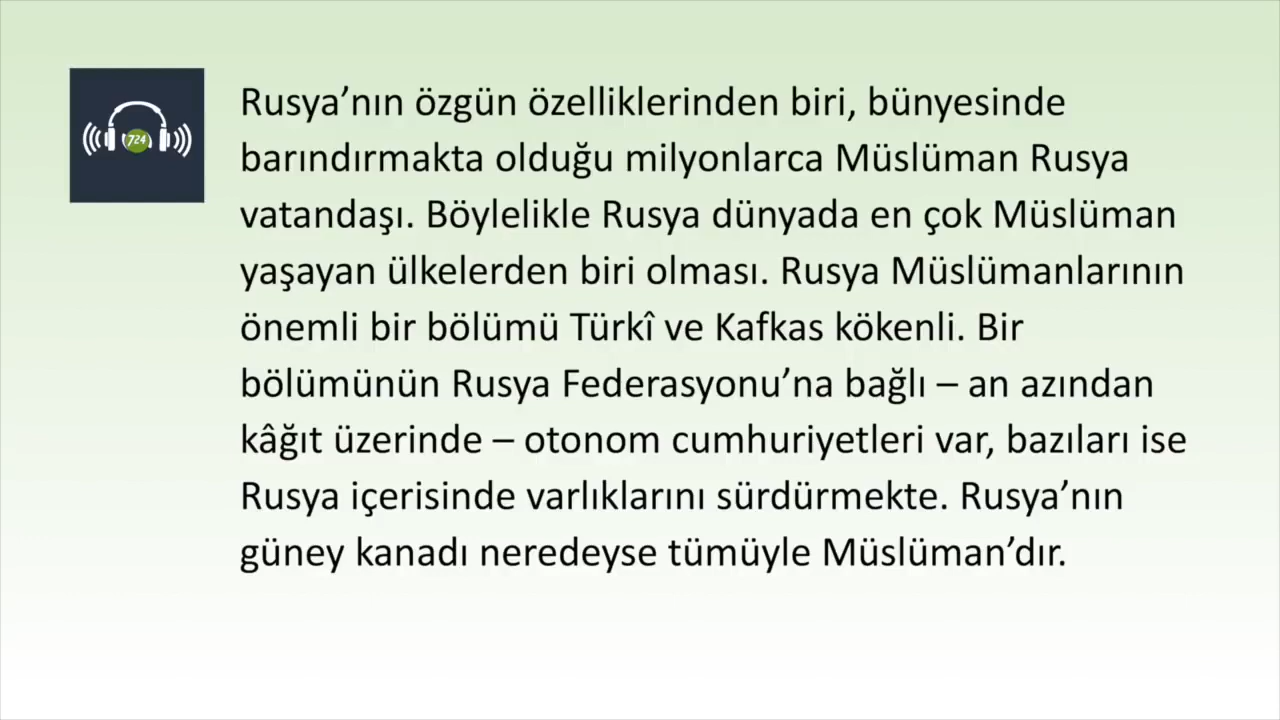 724
Rusya’nın özgün özelliklerinden biri, bünyesinde
barındırmakta olduğu milyonlarca Müslüman Rusya
vatandaşı. Böylelikle Rusya dünyada en çok Müslüman
yaşayan ülkelerden biri olması. Rusya Müslümanlarının
önemli bir bölümü Türkî ve Kafkas kökenli. Bir
bölümünün Rusya Federasyonu’na bağlı – an azından
kâğıt üzerinde – otonom cumhuriyetleri var, bazıları ise
Rusya içerisinde varlıklarını sürdürmekte. Rusya’nın
güney kanadı neredeyse tümüyle Müslüman’dır.